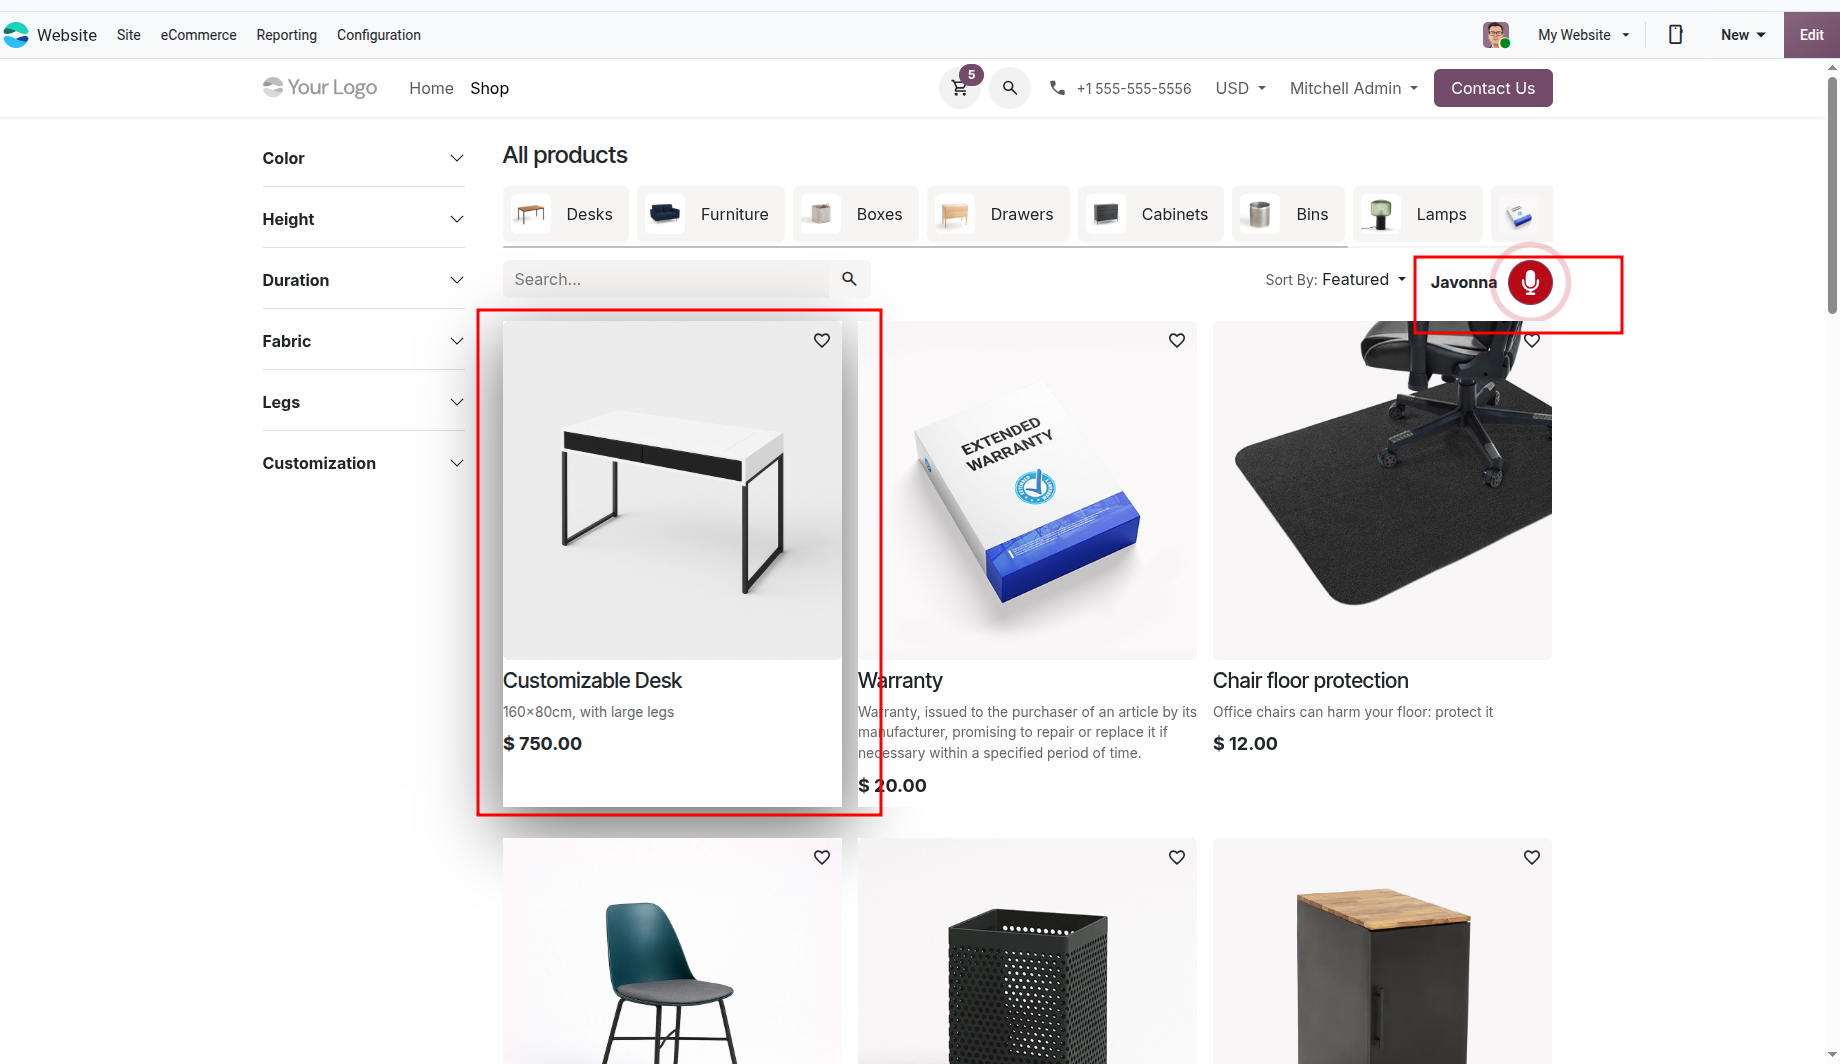 Website Site eCommerce Reporting Configuration My Website New Edit
Your Logo Home Shop 5 +1 555-555-5556 USD Mitchell Admin Contact Us
Color
Height
Duration
Fabric
Legs
Customization
All products
Desks Furniture Boxes Drawers Cabinets Bins Lamps
Search... Sort By: Featured Javonna
EXTENDED
WARRANTY
Customizable Desk
160×80cm, with large legs
$ 750.00
Warranty
Warranty, issued to the purchaser of an article by its
manufacturer, promising to repair or replace it if
necessary within a specified period of time.
$ 20.00
Chair floor protection
Office chairs can harm your floor: protect it
$ 12.00